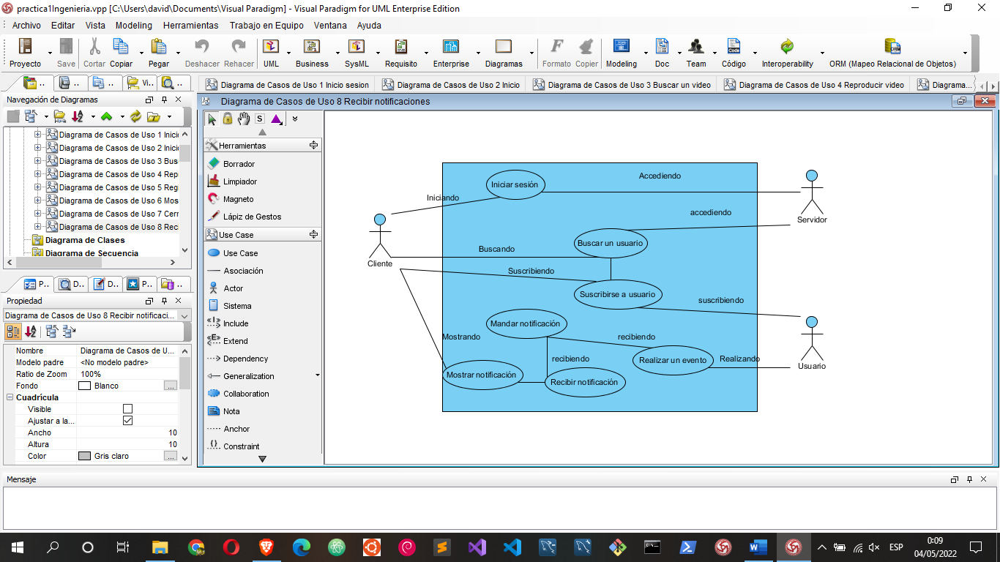 practica1Ingenieria.vpp [C:\Users\david\Documents\Visual Paradigm] - Visual Paradigm for UML Enterprise Edition
Archivo Editar Vista Modeling Herramientas Trabajo en Equipo Ventana Ayuda
Proyecto Save Cortar Copiar Pegar Deshacer Rehacer UML Business SysML Requisito Enterprise Diagramas Formato Copier Modeling Doc Team Código Interoperability ORM (Mapeo Relacional de Objetos)
.. .. .. Vi.. ..
Diagrama de Casos de Uso 1 Inicio sesion Diagrama de Casos de Uso 2 Inicio Diagrama de Casos de Uso 3 Buscar un video Diagrama de Casos de Uso 4 Reproducir video Diagrama...
Navegación de Diagramas
Diagrama de Casos de Uso 1 Inici
Diagrama de Casos de Uso 2 Inici
Diagrama de Casos de Uso 3 Bus
Diagrama de Casos de Uso 4 Rep
Diagrama de Casos de Uso 5 Reg
Diagrama de Casos de Uso 6 Mos
Diagrama de Casos de Uso 7 Cerr
Diagrama de Casos de Uso 8 Rec
Diagrama de Clases
Diagrama de Secuencia
P.. D.. D.. P.. ..
Propiedad
Diagrama de Casos de Uso 8 Recibir notificaci...
Nombre Diagrama de Casos de U...
Modelo padre <No modelo padre>
Ratio de Zoom 100%
Fondo Blanco ...
Cuadrícula
Visible
Ajustar a la...
Ancho 10
Altura 10
Color Gris claro ...
Diagrama de Casos de Uso 8 Recibir notificaciones
S
Herramientas
Borrador
Limpiador
Magneto
Lápiz de Gestos
Use Case
Use Case
Asociación
Actor
Sistema
Include
Extend
Dependency
Generalization
Collaboration
Nota
Anchor
Constraint
Accediendo
Iniciar sesión
Iniciando
accediendo
Servidor
Buscar un usuario
Buscando
Cliente
Suscribiendo
Suscribirse a usuario
suscribiendo
Mandar notificación
Mostrando
recibiendo
recibiendo
Realizar un evento
Realizando
Usuario
Mostrar notificación
Recibir notificación
Mensaje
ESP
0:09
04/05/2022